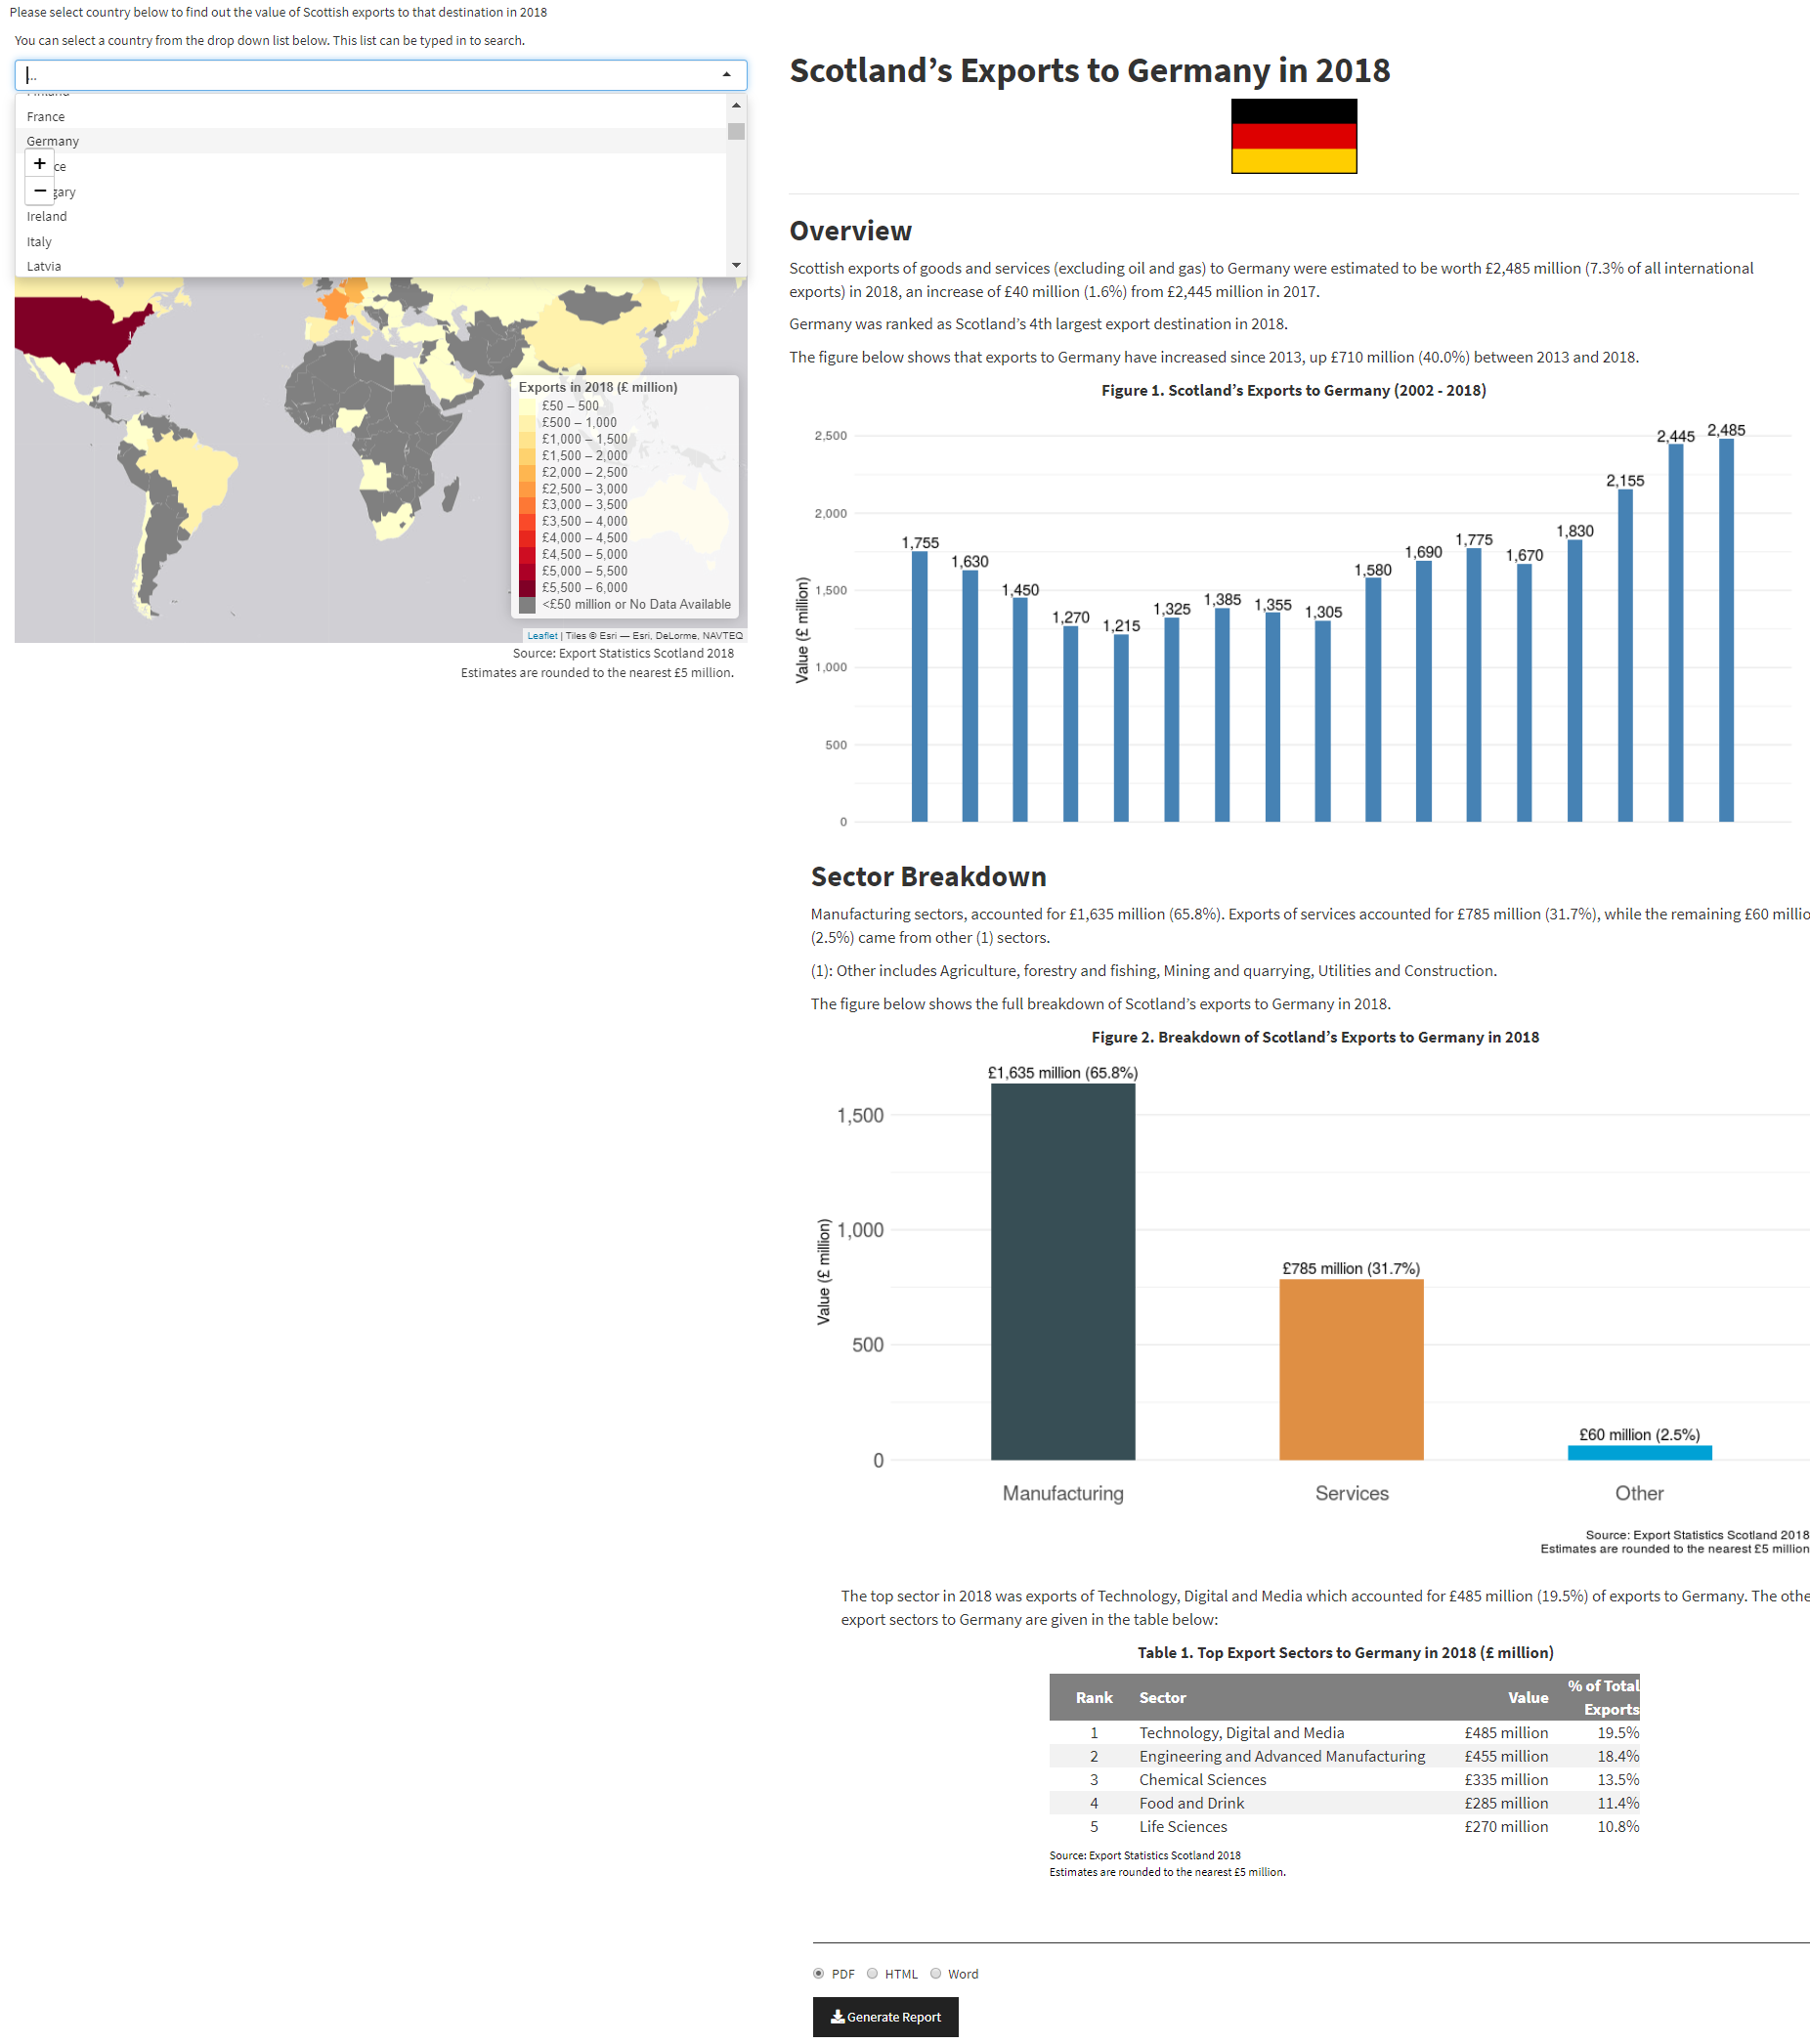 Please select country below to find out the value of Scottish exports to that destination in 2018
You can select a country from the drop down list below. This list can be typed in to search.
...
France
Germany
Ireland
Italy
Latvia
+
−
Exports in 2018 (£ million)
£50 – 500
£500 – 1,000
£1,000 – 1,500
£1,500 – 2,000
£2,000 – 2,500
£2,500 – 3,000
£3,000 – 3,500
£3,500 – 4,000
£4,000 – 4,500
£4,500 – 5,000
£5,000 – 5,500
£5,500 – 6,000
<£50 million or No Data Available
Leaflet | Tiles © Esri — Esri, DeLorme, NAVTEQ
Source: Export Statistics Scotland 2018
Estimates are rounded to the nearest £5 million.
Scotland’s Exports to Germany in 2018
Overview
Scottish exports of goods and services (excluding oil and gas) to Germany were estimated to be worth £2,485 million (7.3% of all international
exports) in 2018, an increase of £40 million (1.6%) from £2,445 million in 2017.
Germany was ranked as Scotland’s 4th largest export destination in 2018.
The figure below shows that exports to Germany have increased since 2013, up £710 million (40.0%) between 2013 and 2018.
Figure 1. Scotland’s Exports to Germany (2002 - 2018)
Value (£ million)
2,500
2,000
1,500
1,000
500
0
1,755
1,630
1,450
1,270
1,215
1,325
1,385
1,355
1,305
1,580
1,690
1,775
1,670
1,830
2,155
2,445
2,485
Sector Breakdown
Manufacturing sectors, accounted for £1,635 million (65.8%). Exports of services accounted for £785 million (31.7%), while the remaining £60 millio
(2.5%) came from other (1) sectors.
(1): Other includes Agriculture, forestry and fishing, Mining and quarrying, Utilities and Construction.
The figure below shows the full breakdown of Scotland’s exports to Germany in 2018.
Figure 2. Breakdown of Scotland’s Exports to Germany in 2018
Value (£ million)
1,500
1,000
500
0
£1,635 million (65.8%)
£785 million (31.7%)
£60 million (2.5%)
Manufacturing
Services
Other
Source: Export Statistics Scotland 2018
Estimates are rounded to the nearest £5 million
The top sector in 2018 was exports of Technology, Digital and Media which accounted for £485 million (19.5%) of exports to Germany. The othe
export sectors to Germany are given in the table below:
Table 1. Top Export Sectors to Germany in 2018 (£ million)
Rank Sector Value % of Total Exports
1 Technology, Digital and Media £485 million 19.5%
2 Engineering and Advanced Manufacturing £455 million 18.4%
3 Chemical Sciences £335 million 13.5%
4 Food and Drink £285 million 11.4%
5 Life Sciences £270 million 10.8%
Source: Export Statistics Scotland 2018
Estimates are rounded to the nearest £5 million.
PDF HTML Word
Generate Report